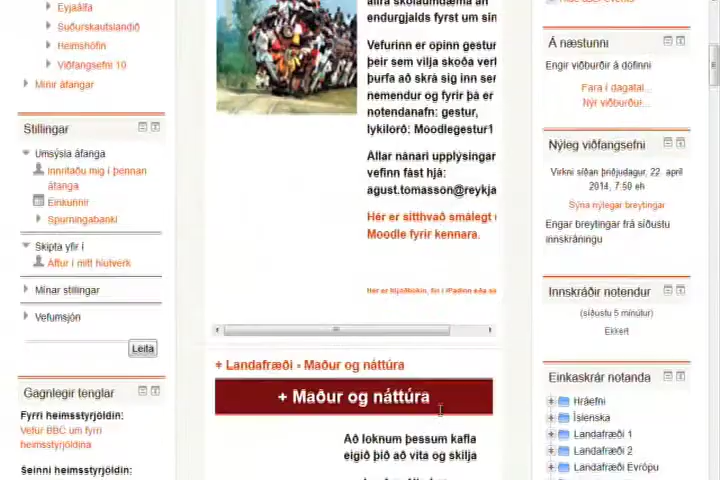 Eyjaálfa
Suðurskautslandið
Heimshöfin
Viðfangsefni 10
Mínir áfangar
Stillingar
Umsýsla áfanga
Innritaðu mig í þennan
áfanga
Einkunnir
Spurningabanki
Skipta yfir í
Aftur í mitt hlutverk
Mínar stillingar
Vefumsjón
Leita
Gagnlegir tenglar
Fyrri heimsstyrjöldin:
Vefur BBC um fyrri
heimsstyrjöldina
Seinni heimsstyrjöldin:
endurgjalds fyrst um sin
Vefurinn er opinn gestur
þeir sem vilja skoða verl
þurfa að skrá sig inn ser
nemendur og fyrir þá er
notendanafn: gestur,
lykilorð: Moodlegestur1
Allar nánari upplýsingar
vefinn fást hjá:
agust.tomasson@reykja
Hér er sitthvað smálegt u
Moodle fyrir kennara.
+ Landafræði - Maður og náttúra
+ Maður og náttúra
Að loknum þessum kafla
eigið þið að vita og skilja
Á næstunni
Engir viðburðir á döfinni
Fara í dagatal...
Nýr viðburður...
Nýleg viðfangsefni
Virkni síðan þriðjudagur, 22. apríl
2014, 7:50 eh
Sýna nýlegar breytingar
Engar breytingar frá síðustu
innskráningu
Innskráðir notendur
(síðustu 5 mínútur)
Ekkert
Einkaskrár notanda
Hráefni
Íslenska
Landafræði 1
Landafræði 2
Landafræði Evrópu